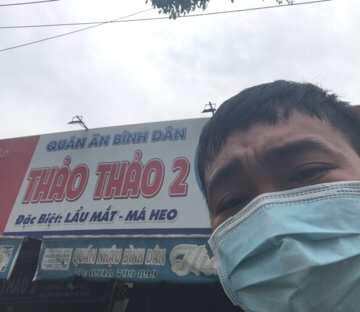 QUÁN ĂN BÌNH DÂN
THẢO THẢO 2
Đặc Biệt: LẨU MẮT - MÁ HEO
QUÁN NHẬU BÌNH DÂN